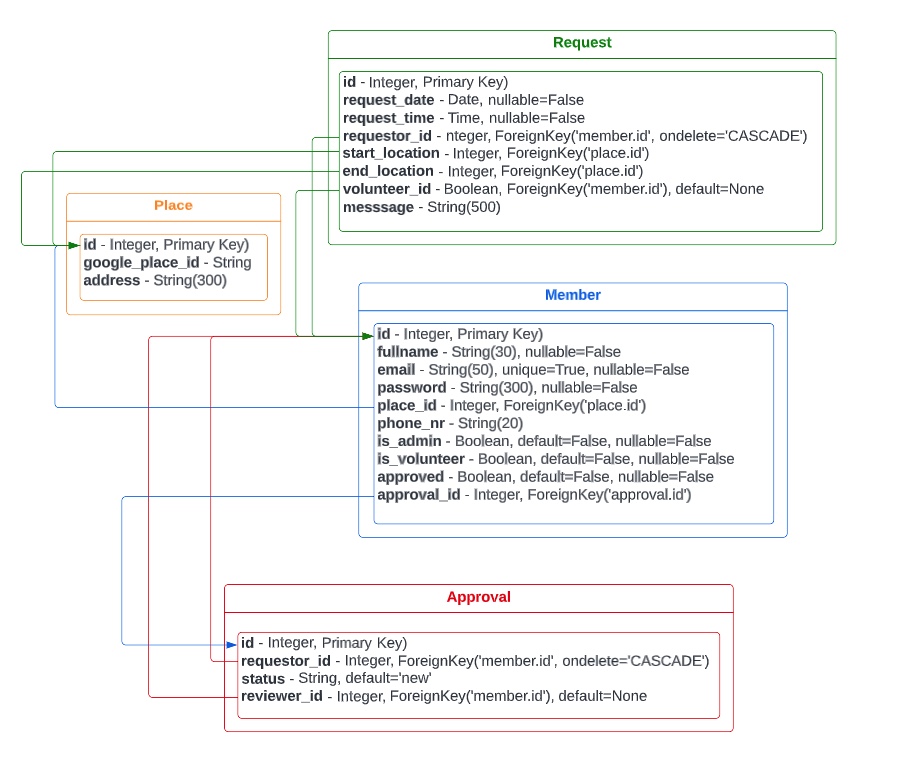 Request
id - Integer, Primary Key)
request_date - Date, nullable=False
request_time - Time, nullable=False
requestor_id - nteger, ForeignKey('member.id', ondelete='CASCADE')
start_location - Integer, ForeignKey('place.id')
end_location - Integer, ForeignKey('place.id')
volunteer_id - Boolean, ForeignKey('member.id'), default=None
messsage - String(500)
Place
id - Integer, Primary Key)
google_place_id - String
address - String(300)
Member
id - Integer, Primary Key)
fullname - String(30), nullable=False
email - String(50), unique=True, nullable=False
password - String(300), nullable=False
place_id - Integer, ForeignKey('place.id')
phone_nr - String(20)
is_admin - Boolean, default=False, nullable=False
is_volunteer - Boolean, default=False, nullable=False
approved - Boolean, default=False, nullable=False
approval_id - Integer, ForeignKey('approval.id')
Approval
id - Integer, Primary Key)
requestor_id - Integer, ForeignKey('member.id', ondelete='CASCADE')
status - String, default='new'
reviewer_id - Integer, ForeignKey('member.id'), default=None